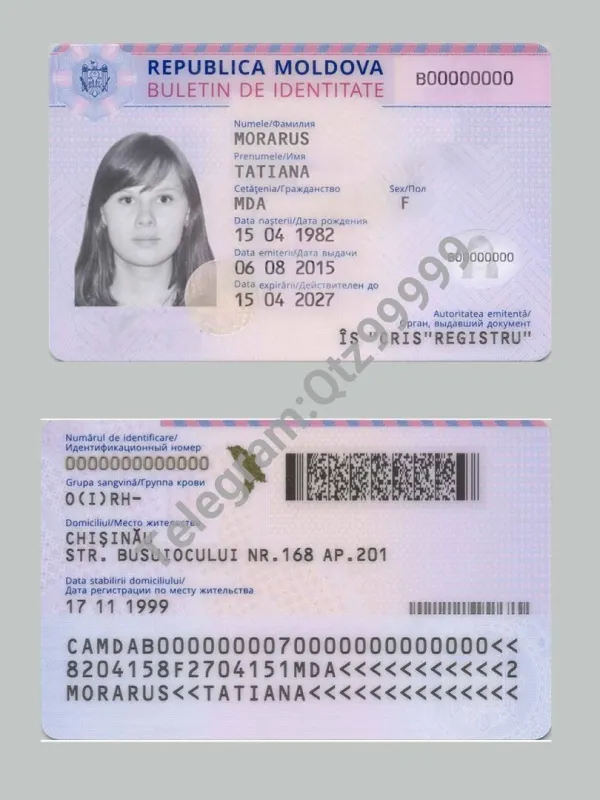 REPUBLICA MOLDOVA
BULETIN DE IDENTITATE
B00000000
Numele/Фамилия
MORARUS
Prenumele/Имя
TATIANA
Cetăţenia/Гражданство
Sex/Пол
MDA
F
Data naşterii/Дата рождения
15 04 1982
Data emiterii/Дата выдачи
06 08 2015
Data expirării/Действителен до
15 04 2027
B00000000
Autoritatea emitentă/
Орган, выдавший документ
ÎS "CRIS"REGISTRU"
Telegram:Qtz99999
Numărul de identificare/
Идентификационный номер
0000000000000
Grupa sangvină/Группа крови
O(I)RH-
Domiciliul/Место жительства
CHIŞINĂU
STR. BUSUIOCULUI NR.168 AP.201
Data stabilirii domiciliului/
Дата регистрации по месту жительства
17 11 1999
CAMDAB0000000070000000000000<<
8204158F2704151MDA<<<<<<<<<<<2
MORARUS<<TATIANA<<<<<<<<<<<<<<